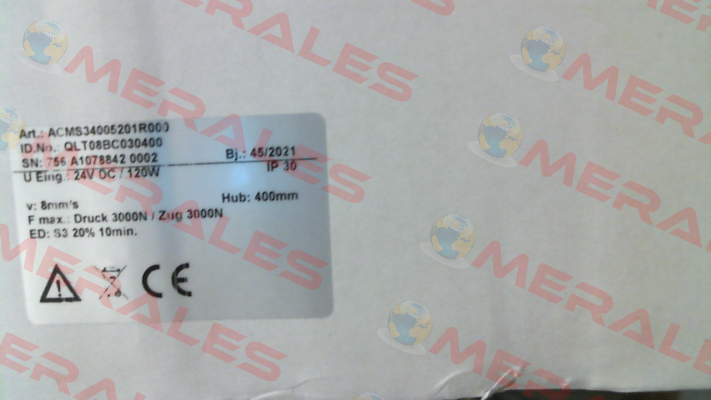 Art.: ACMS34005201R000
ID.No.: QLT08BC030400
SN: 756 A1078842 0002 Bj.: 45/2021
U Eing.: 24V DC / 120W IP 30
v: 8mm/s Hub: 400mm
F max.: Druck 3000N / Zug 3000N
ED: S3 20% 10min.
CE
MERALES
MERALES
MERALES
MERALES
MERALES